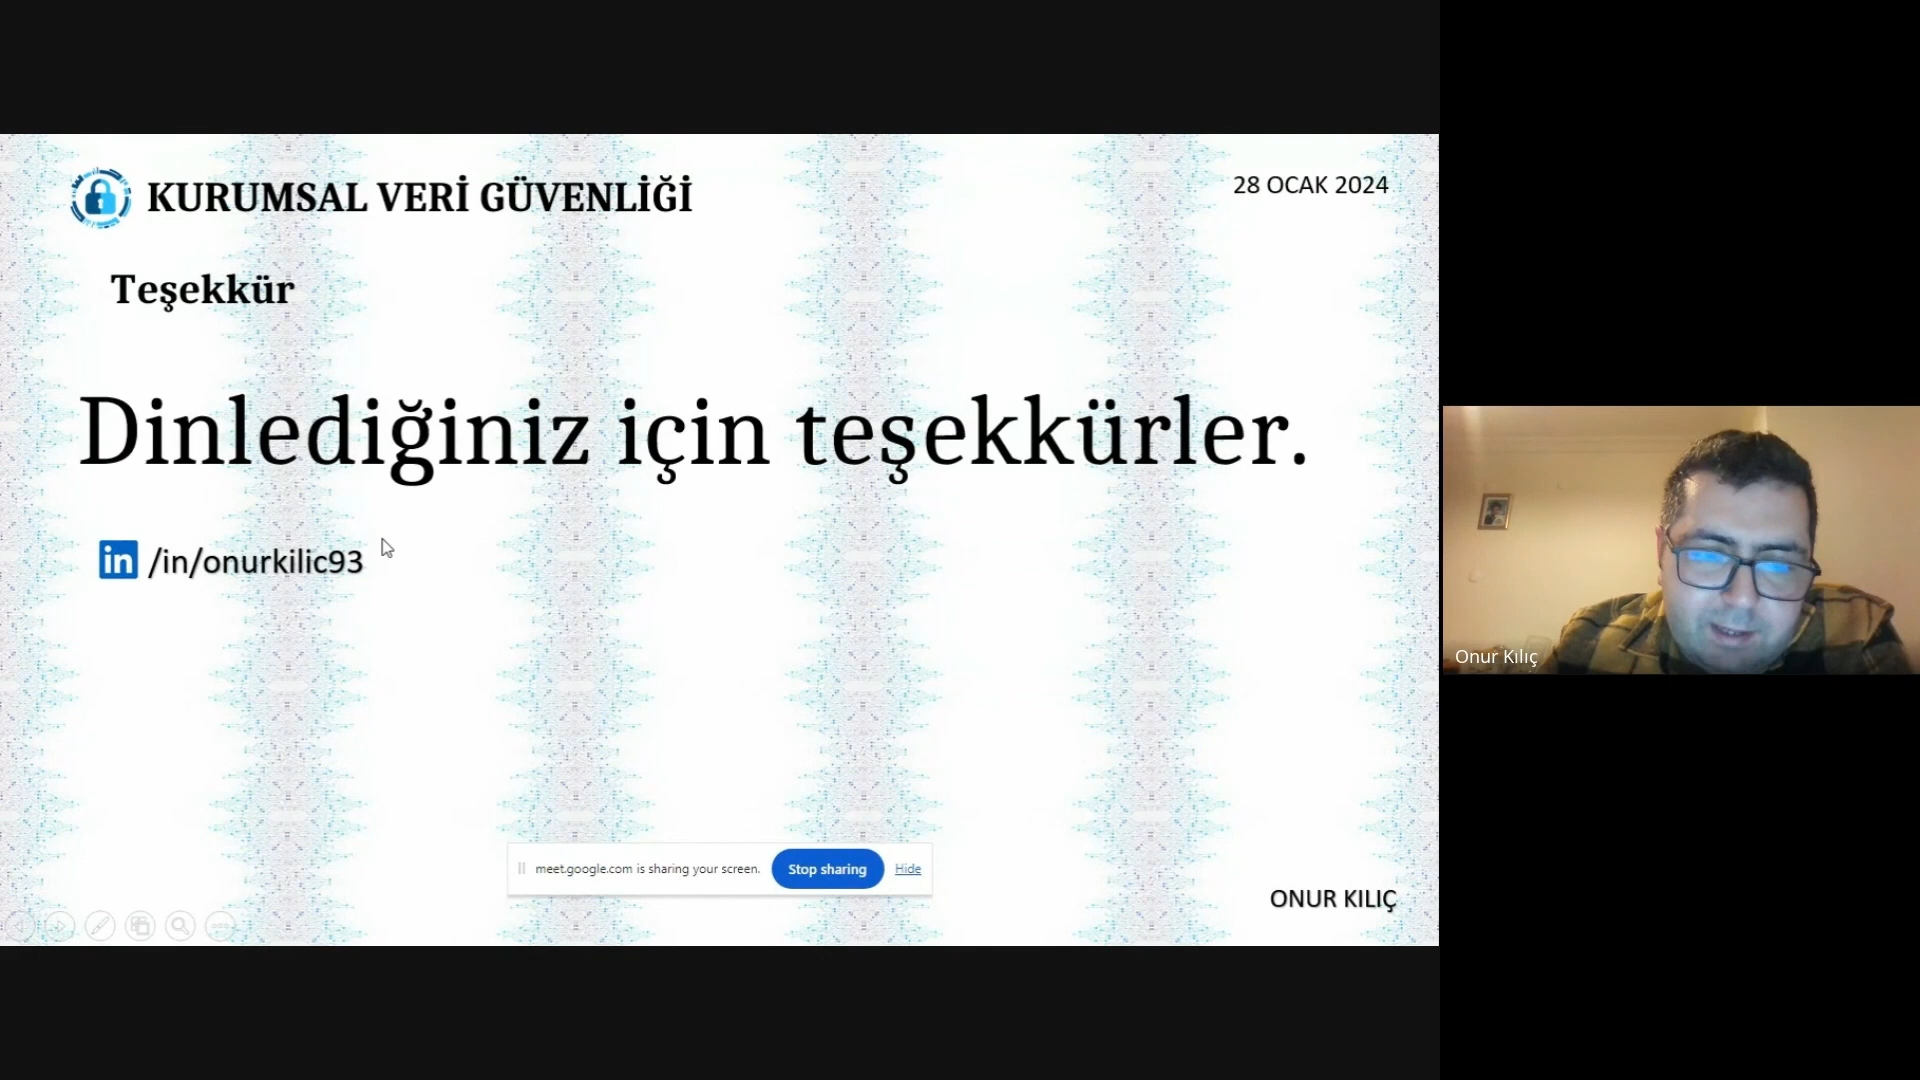 KURUMSAL VERİ GÜVENLİĞİ
28 OCAK 2024
Teşekkür
Dinlediğiniz için teşekkürler.
in /in/onurkilic93
meet.google.com is sharing your screen. Stop sharing Hide
ONUR KILIÇ
Onur Kılıç